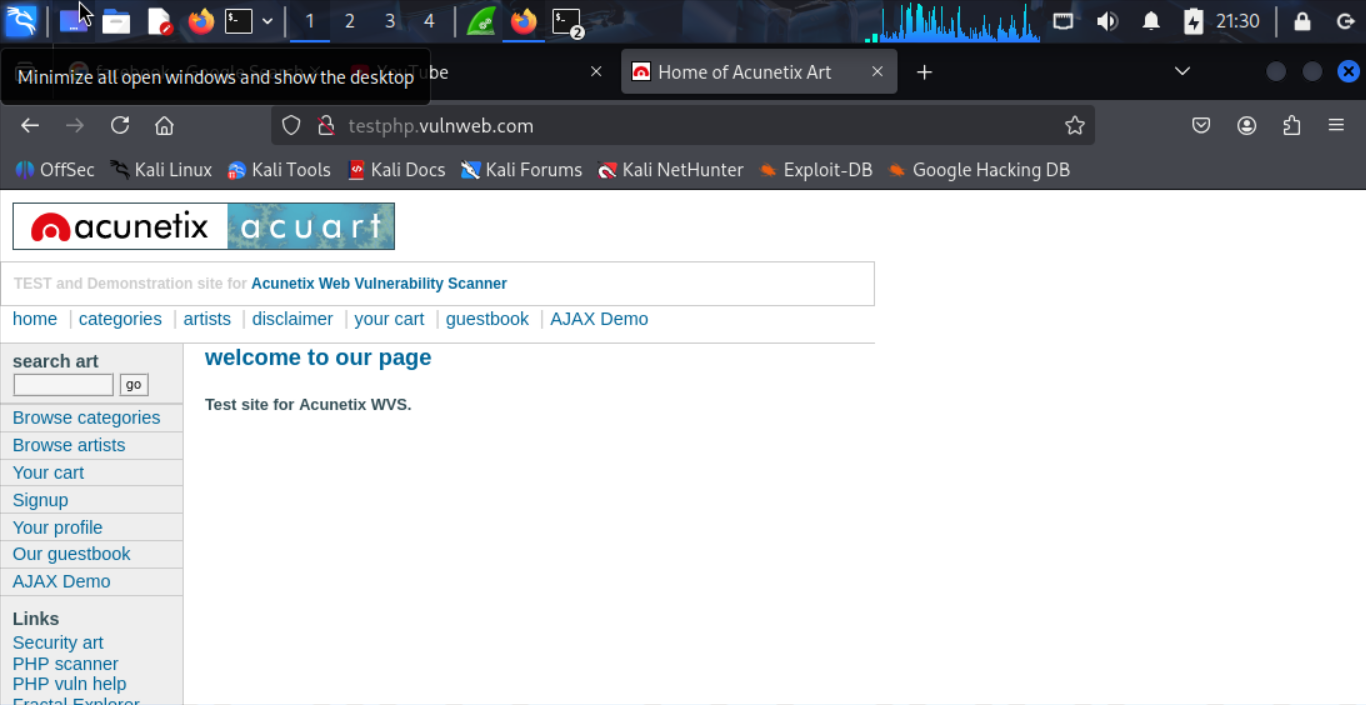 1 2 3 4 2 21:30
Minimize all open windows and show the desktop
YouTube
Home of Acunetix Art
testphp.vulnweb.com
OffSec Kali Linux Kali Tools Kali Docs Kali Forums Kali NetHunter Exploit-DB Google Hacking DB
acunetix acuart
TEST and Demonstration site for Acunetix Web Vulnerability Scanner
home | categories | artists | disclaimer | your cart | guestbook | AJAX Demo
search art
go
Browse categories
Browse artists
Your cart
Signup
Your profile
Our guestbook
AJAX Demo
Links
Security art
PHP scanner
PHP vuln help
Fractal Explorer
welcome to our page
Test site for Acunetix WVS.